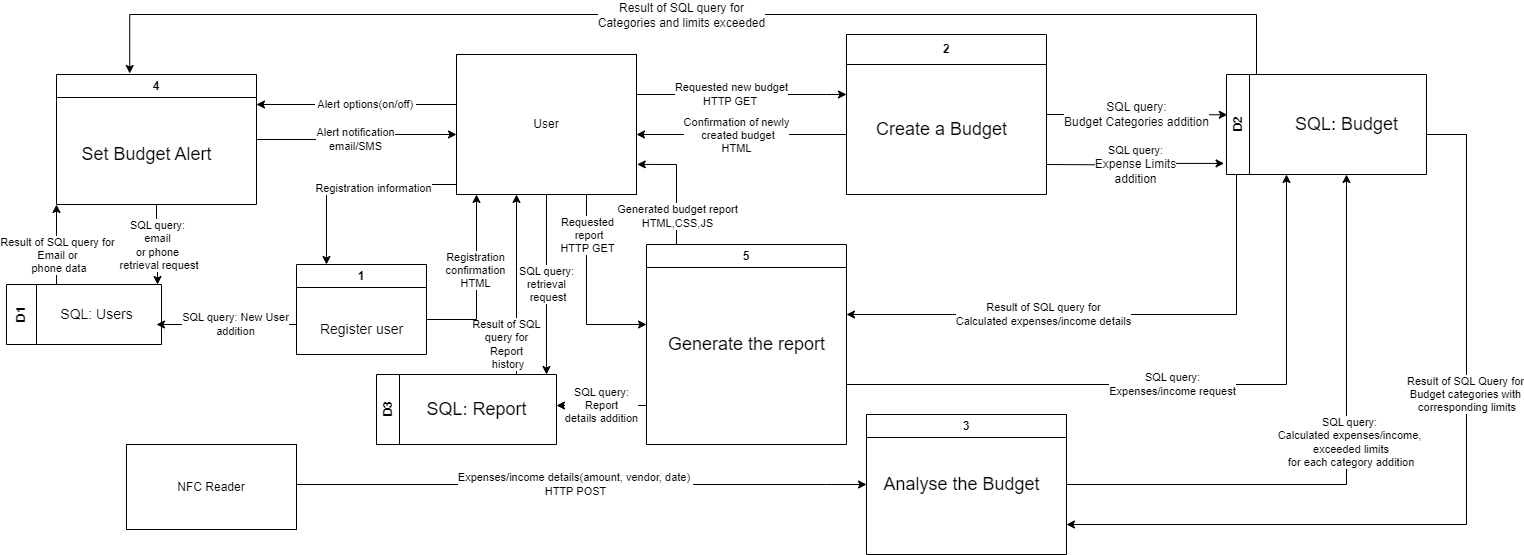 Result of SQL query for
Categories and limits exceeded
4
Set Budget Alert
Alert options(on/off)
Alert notification
email/SMS
User
Requested new budget
HTTP GET
Confirmation of newly
created budget
HTML
2
Create a Budget
SQL query:
Budget Categories addition
SQL query:
Expense Limits
addition
D2
SQL: Budget
Registration information
Result of SQL query for
Email or
phone data
SQL query:
email
or phone
retrieval request
D1
SQL: Users
SQL query: New User
addition
1
Register user
Registration
confirmation
HTML
SQL query:
retrieval
request
Requested
report
HTTP GET
Generated budget report
HTML,CSS,JS
Result of SQL
query for
Report
history
5
Generate the report
Result of SQL query for
Calculated expenses/income details
SQL query:
Expenses/income request
D3
SQL: Report
SQL query:
Report
details addition
Result of SQL Query for
Budget categories with
corresponding limits
SQL query:
Calculated expenses/income,
exceeded limits
for each category addition
NFC Reader
Expenses/income details(amount, vendor, date)
HTTP POST
3
Analyse the Budget